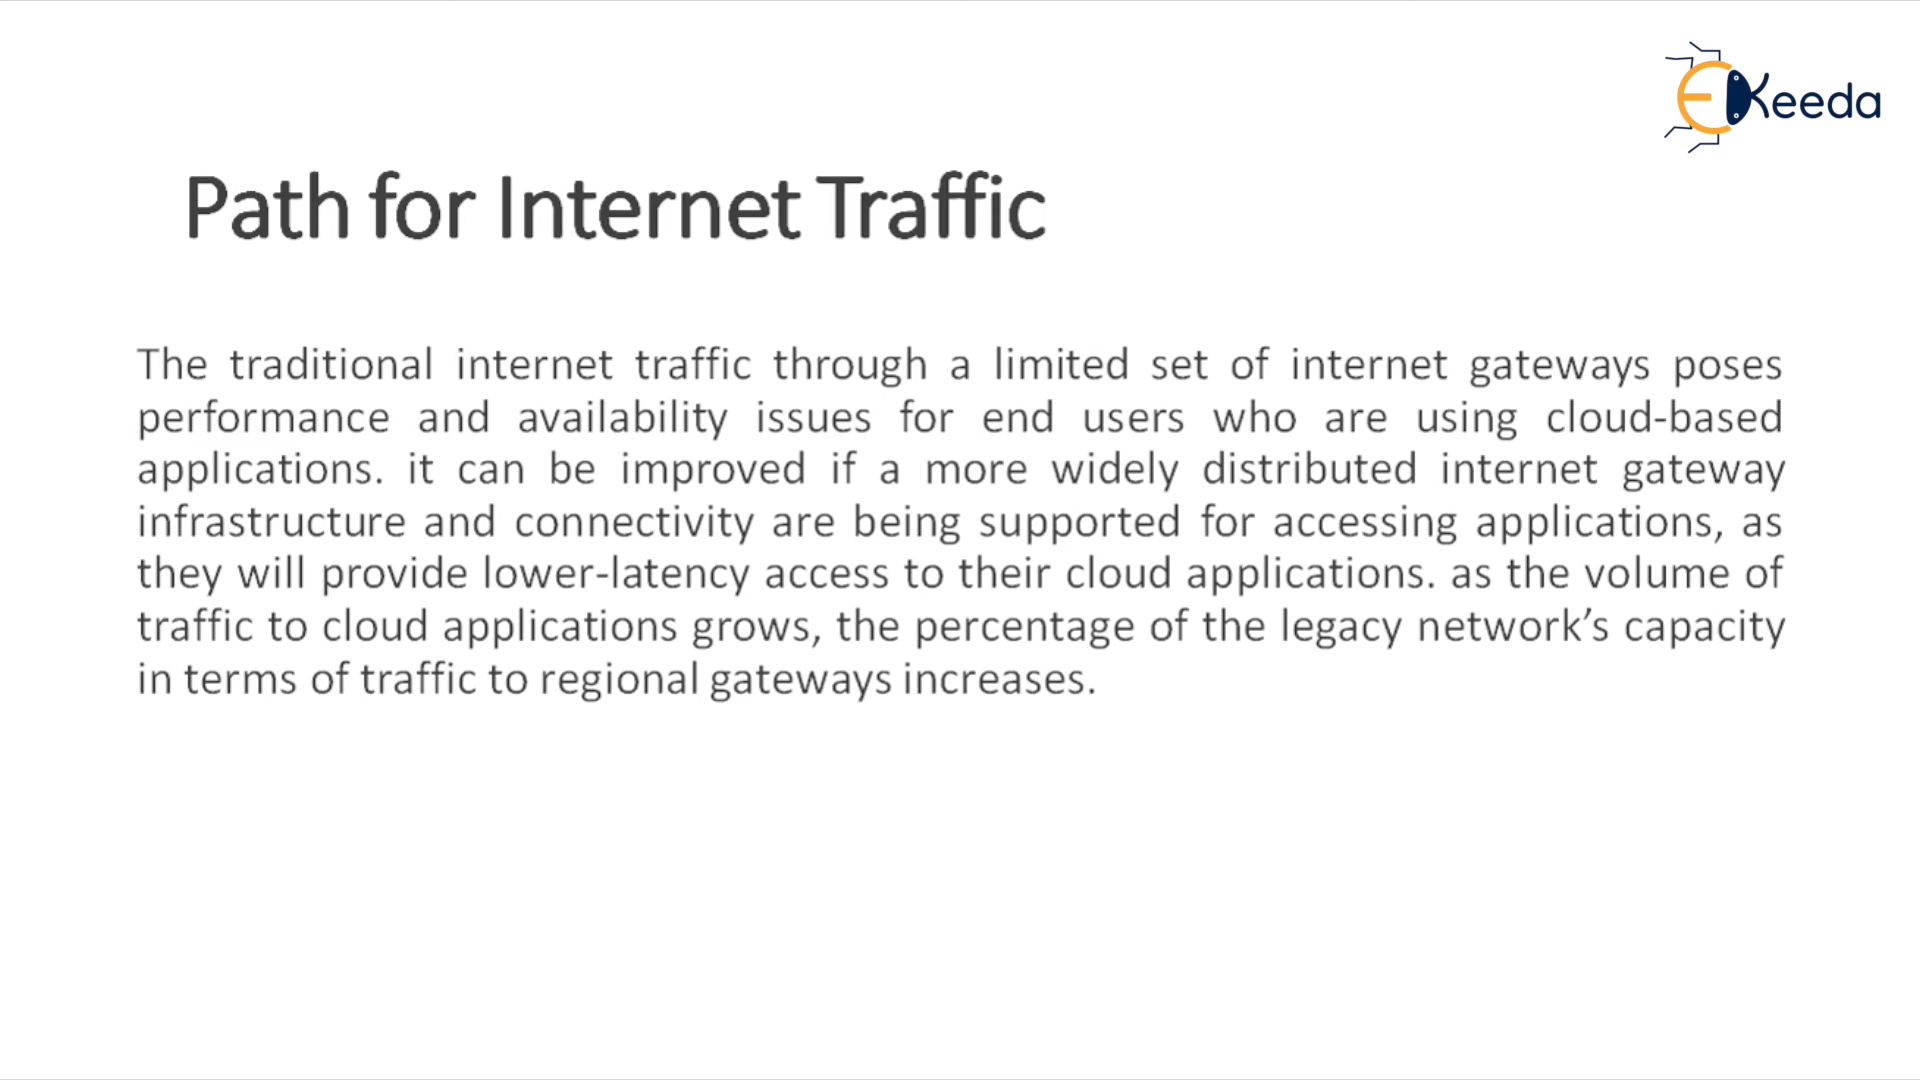 EKeeda
Path for Internet Traffic
The traditional internet traffic through a limited set of internet gateways poses
performance and availability issues for end users who are using cloud-based
applications. it can be improved if a more widely distributed internet gateway
infrastructure and connectivity are being supported for accessing applications, as
they will provide lower-latency access to their cloud applications. as the volume of
traffic to cloud applications grows, the percentage of the legacy network’s capacity
in terms of traffic to regional gateways increases.